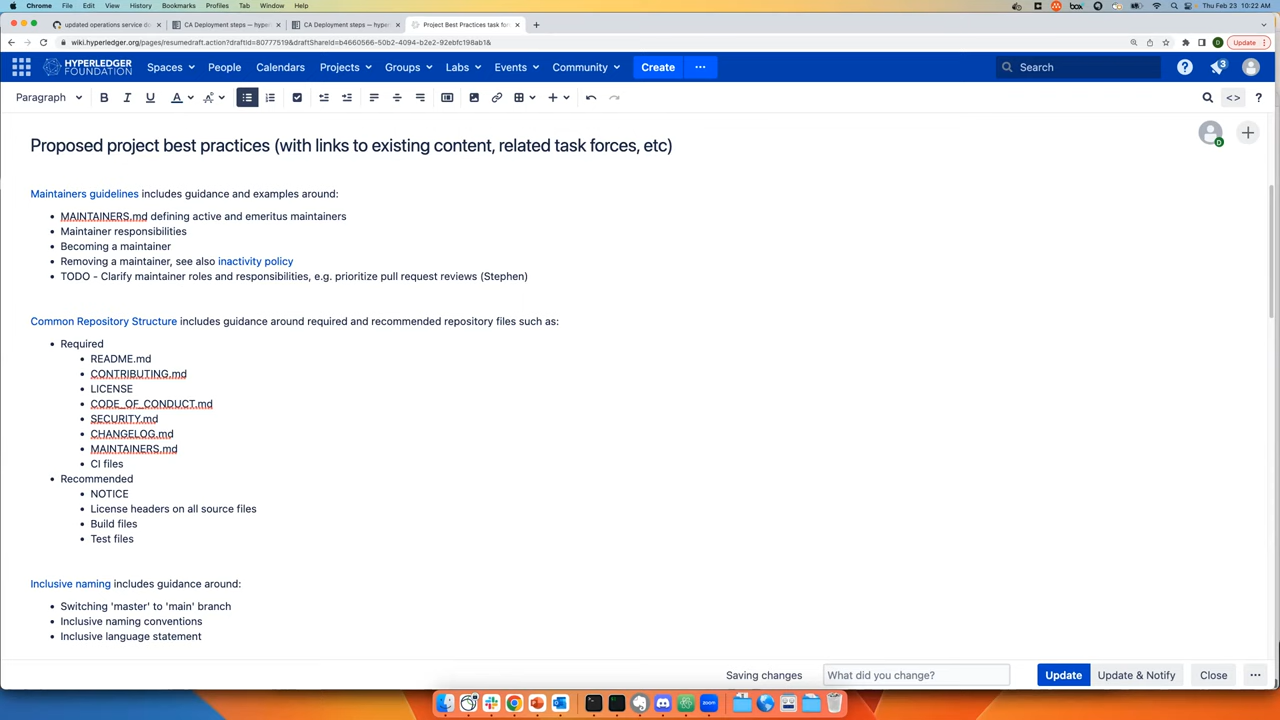 Chrome File Edit View History Bookmarks Profiles Tab Window Help
Thu Feb 23 10:22 AM
updated operations service do
CA Deployment steps — hyperl
CA Deployment steps — hyperl
Project Best Practices task for
wiki.hyperledger.org/pages/resumedraft.action?draftId=80777519&draftShareId=b4660566-50b2-4094-b2e2-92ebfc198ab1&
D
Update
HYPERLEDGER
FOUNDATION
Spaces People Calendars Projects Groups Labs Events Community Create ··· Search
3
Paragraph B I U A
Proposed project best practices (with links to existing content, related task forces, etc)
D
Maintainers guidelines includes guidance and examples around:
• MAINTAINERS.md defining active and emeritus maintainers
• Maintainer responsibilities
• Becoming a maintainer
• Removing a maintainer, see also inactivity policy
• TODO - Clarify maintainer roles and responsibilities, e.g. prioritize pull request reviews (Stephen)
Common Repository Structure includes guidance around required and recommended repository files such as:
• Required
• README.md
• CONTRIBUTING.md
• LICENSE
• CODE_OF_CONDUCT.md
• SECURITY.md
• CHANGELOG.md
• MAINTAINERS.md
• CI files
• Recommended
• NOTICE
• License headers on all source files
• Build files
• Test files
Inclusive naming includes guidance around:
• Switching 'master' to 'main' branch
• Inclusive naming conventions
• Inclusive language statement
Saving changes What did you change? Update Update & Notify Close ···
zoom